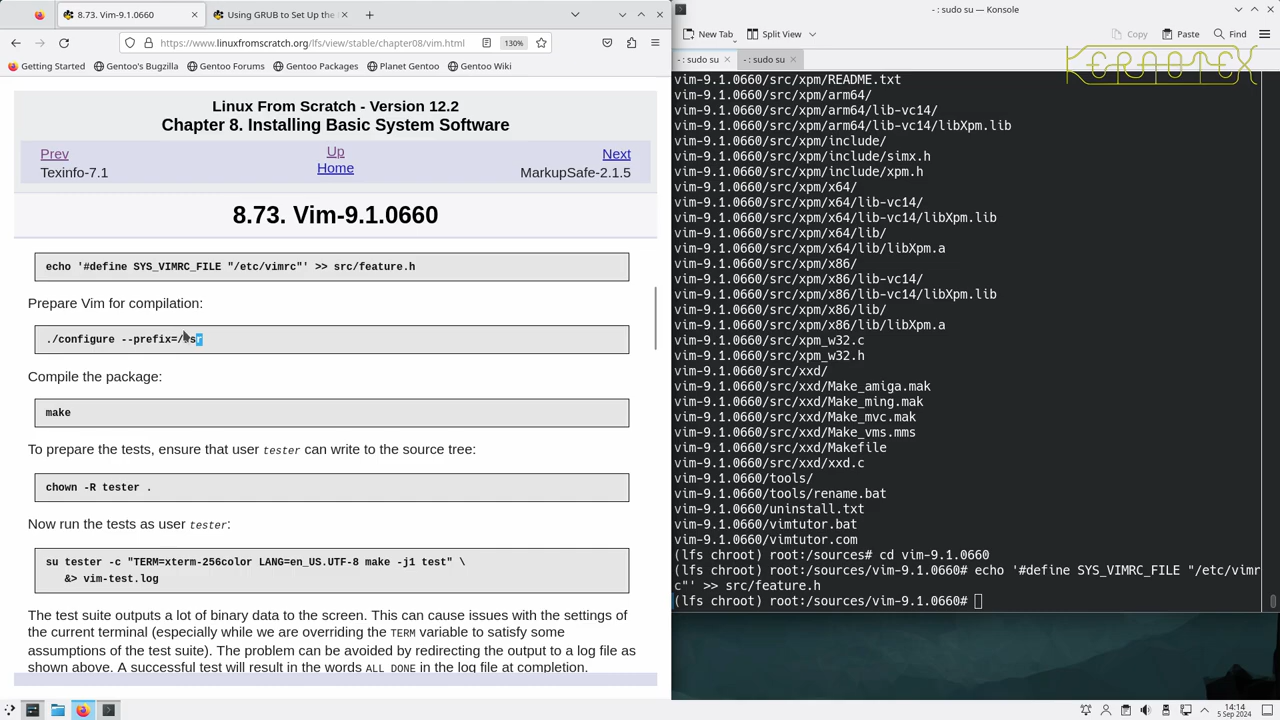 8.73. Vim-9.1.0660
Using GRUB to Set Up the
https://www.linuxfromscratch.org/lfs/view/stable/chapter08/vim.html
130%
Getting Started
Gentoo's Bugzilla
Gentoo Forums
Gentoo Packages
Planet Gentoo
Gentoo Wiki
Linux From Scratch - Version 12.2
Chapter 8. Installing Basic System Software
Prev
Up
Next
Texinfo-7.1
Home
MarkupSafe-2.1.5
8.73. Vim-9.1.0660
echo '#define SYS_VIMRC_FILE "/etc/vimrc"' >> src/feature.h
Prepare Vim for compilation:
./configure --prefix=/usr
Compile the package:
make
To prepare the tests, ensure that user tester can write to the source tree:
chown -R tester .
Now run the tests as user tester:
su tester -c "TERM=xterm-256color LANG=en_US.UTF-8 make -j1 test" \
&> vim-test.log
The test suite outputs a lot of binary data to the screen. This can cause issues with the settings of
the current terminal (especially while we are overriding the TERM variable to satisfy some
assumptions of the test suite). The problem can be avoided by redirecting the output to a log file as
shown above. A successful test will result in the words ALL DONE in the log file at completion.
- : sudo su — Konsole
New Tab
Split View
Copy
Paste
Find
- : sudo su
- : sudo su
KERNOTEX
vim-9.1.0660/src/xpm/README.txt
vim-9.1.0660/src/xpm/arm64/
vim-9.1.0660/src/xpm/arm64/lib-vc14/
vim-9.1.0660/src/xpm/arm64/lib-vc14/libXpm.lib
vim-9.1.0660/src/xpm/include/
vim-9.1.0660/src/xpm/include/simx.h
vim-9.1.0660/src/xpm/include/xpm.h
vim-9.1.0660/src/xpm/x64/
vim-9.1.0660/src/xpm/x64/lib-vc14/
vim-9.1.0660/src/xpm/x64/lib-vc14/libXpm.lib
vim-9.1.0660/src/xpm/x64/lib/
vim-9.1.0660/src/xpm/x64/lib/libXpm.a
vim-9.1.0660/src/xpm/x86/
vim-9.1.0660/src/xpm/x86/lib-vc14/
vim-9.1.0660/src/xpm/x86/lib-vc14/libXpm.lib
vim-9.1.0660/src/xpm/x86/lib/
vim-9.1.0660/src/xpm/x86/lib/libXpm.a
vim-9.1.0660/src/xpm_w32.c
vim-9.1.0660/src/xpm_w32.h
vim-9.1.0660/src/xxd/
vim-9.1.0660/src/xxd/Make_amiga.mak
vim-9.1.0660/src/xxd/Make_ming.mak
vim-9.1.0660/src/xxd/Make_mvc.mak
vim-9.1.0660/src/xxd/Make_vms.mms
vim-9.1.0660/src/xxd/Makefile
vim-9.1.0660/src/xxd/xxd.c
vim-9.1.0660/tools/
vim-9.1.0660/tools/rename.bat
vim-9.1.0660/uninstall.txt
vim-9.1.0660/vimtutor.bat
vim-9.1.0660/vimtutor.com
(lfs chroot) root:/sources# cd vim-9.1.0660
(lfs chroot) root:/sources/vim-9.1.0660# echo '#define SYS_VIMRC_FILE "/etc/vimr
c"' >> src/feature.h
(lfs chroot) root:/sources/vim-9.1.0660#
14:14
5 Sep 2024